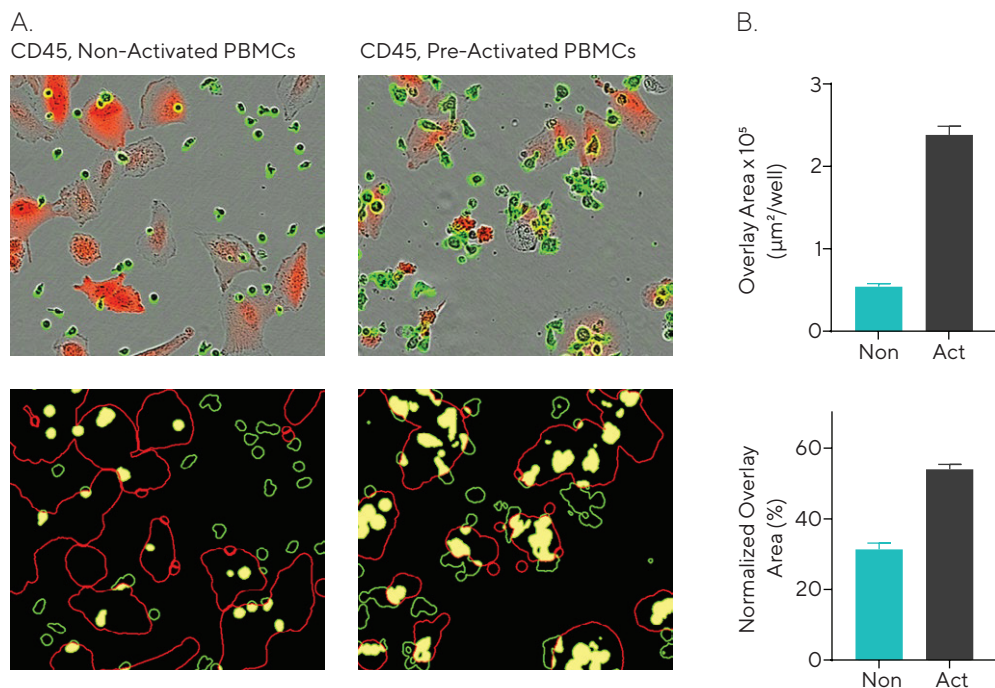 A.
CD45, Non-Activated PBMCs
CD45, Pre-Activated PBMCs
B.
Overlay Area x 10⁵
(µm²/well)
3
2
1
0
Non
Act
Normalized Overlay
Area (%)
60
40
20
0
Non
Act